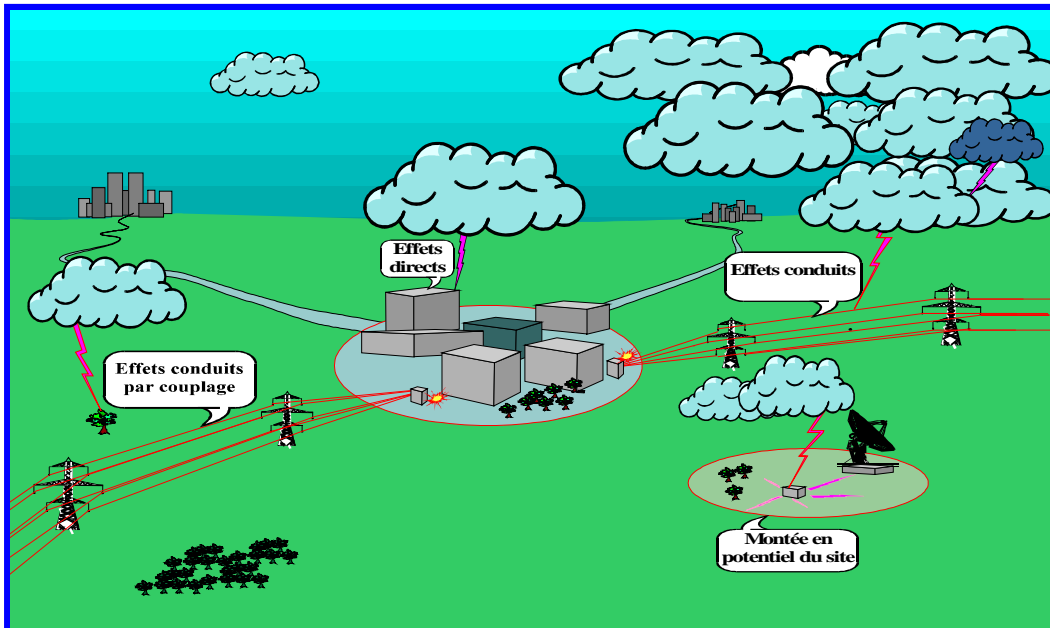 Effets
directs
Effets conduits
Effets conduits
par couplage
Montée en
potentiel du site